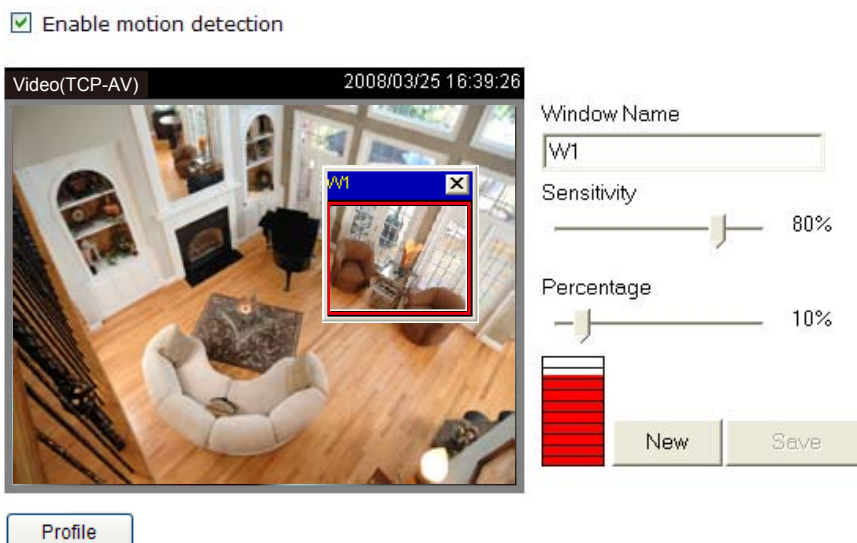 Enable motion detection
Video(TCP-AV) 2008/03/25 16:39:26
W1
Window Name
W1
Sensitivity
80%
Percentage
10%
New Save
Profile